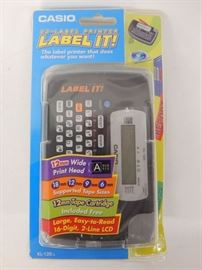 CASIO
EZ-LABEL PRINTER
LABEL IT!
The label printer that does
whatever you want!
LABEL IT!
CASIO
12mm Wide
Print Head
A
18 12 9 6
Supported Tape Sizes
12mm Tape Cartridge
Included Free
Large, Easy-to-Read
16-Digit, 2-Line LCD